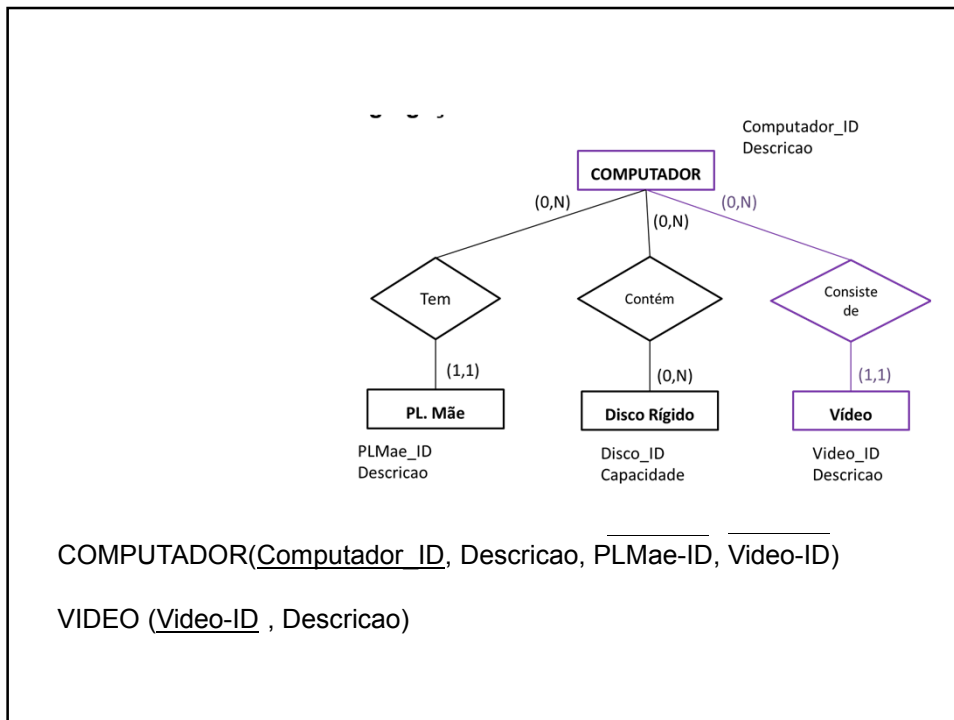 Computador_ID
Descricao
COMPUTADOR
(0,N)
(0,N)
(0,N)
Tem
Contém
Consiste
de
(1,1)
(0,N)
(1,1)
PL. Mãe
Disco Rígido
Vídeo
PLMae_ID
Descricao
Disco_ID
Capacidade
Video_ID
Descricao
COMPUTADOR(Computador_ID, Descricao, PLMae-ID, Video-ID)
VIDEO (Video-ID , Descricao)